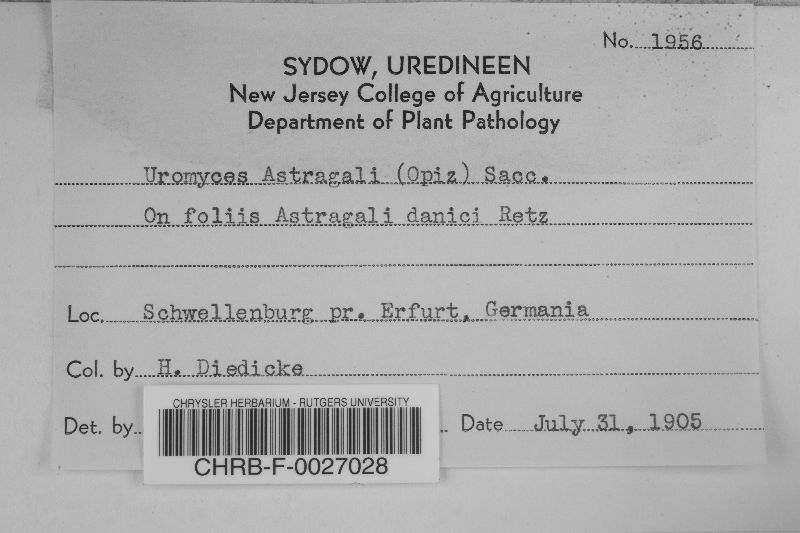 No. 1956
SYDOW, UREDINEEN
New Jersey College of Agriculture
Department of Plant Pathology
Uromyces Astragali (Opiz) Sacc.
On foliis Astragali danici Retz
Loc. Schwellenburg pr. Erfurt, Germania
Col. by H. Diedicke
Det. by Date July 31, 1905
CHRYSLER HERBARIUM - RUTGERS UNIVERSITY
CHRB-F-0027028